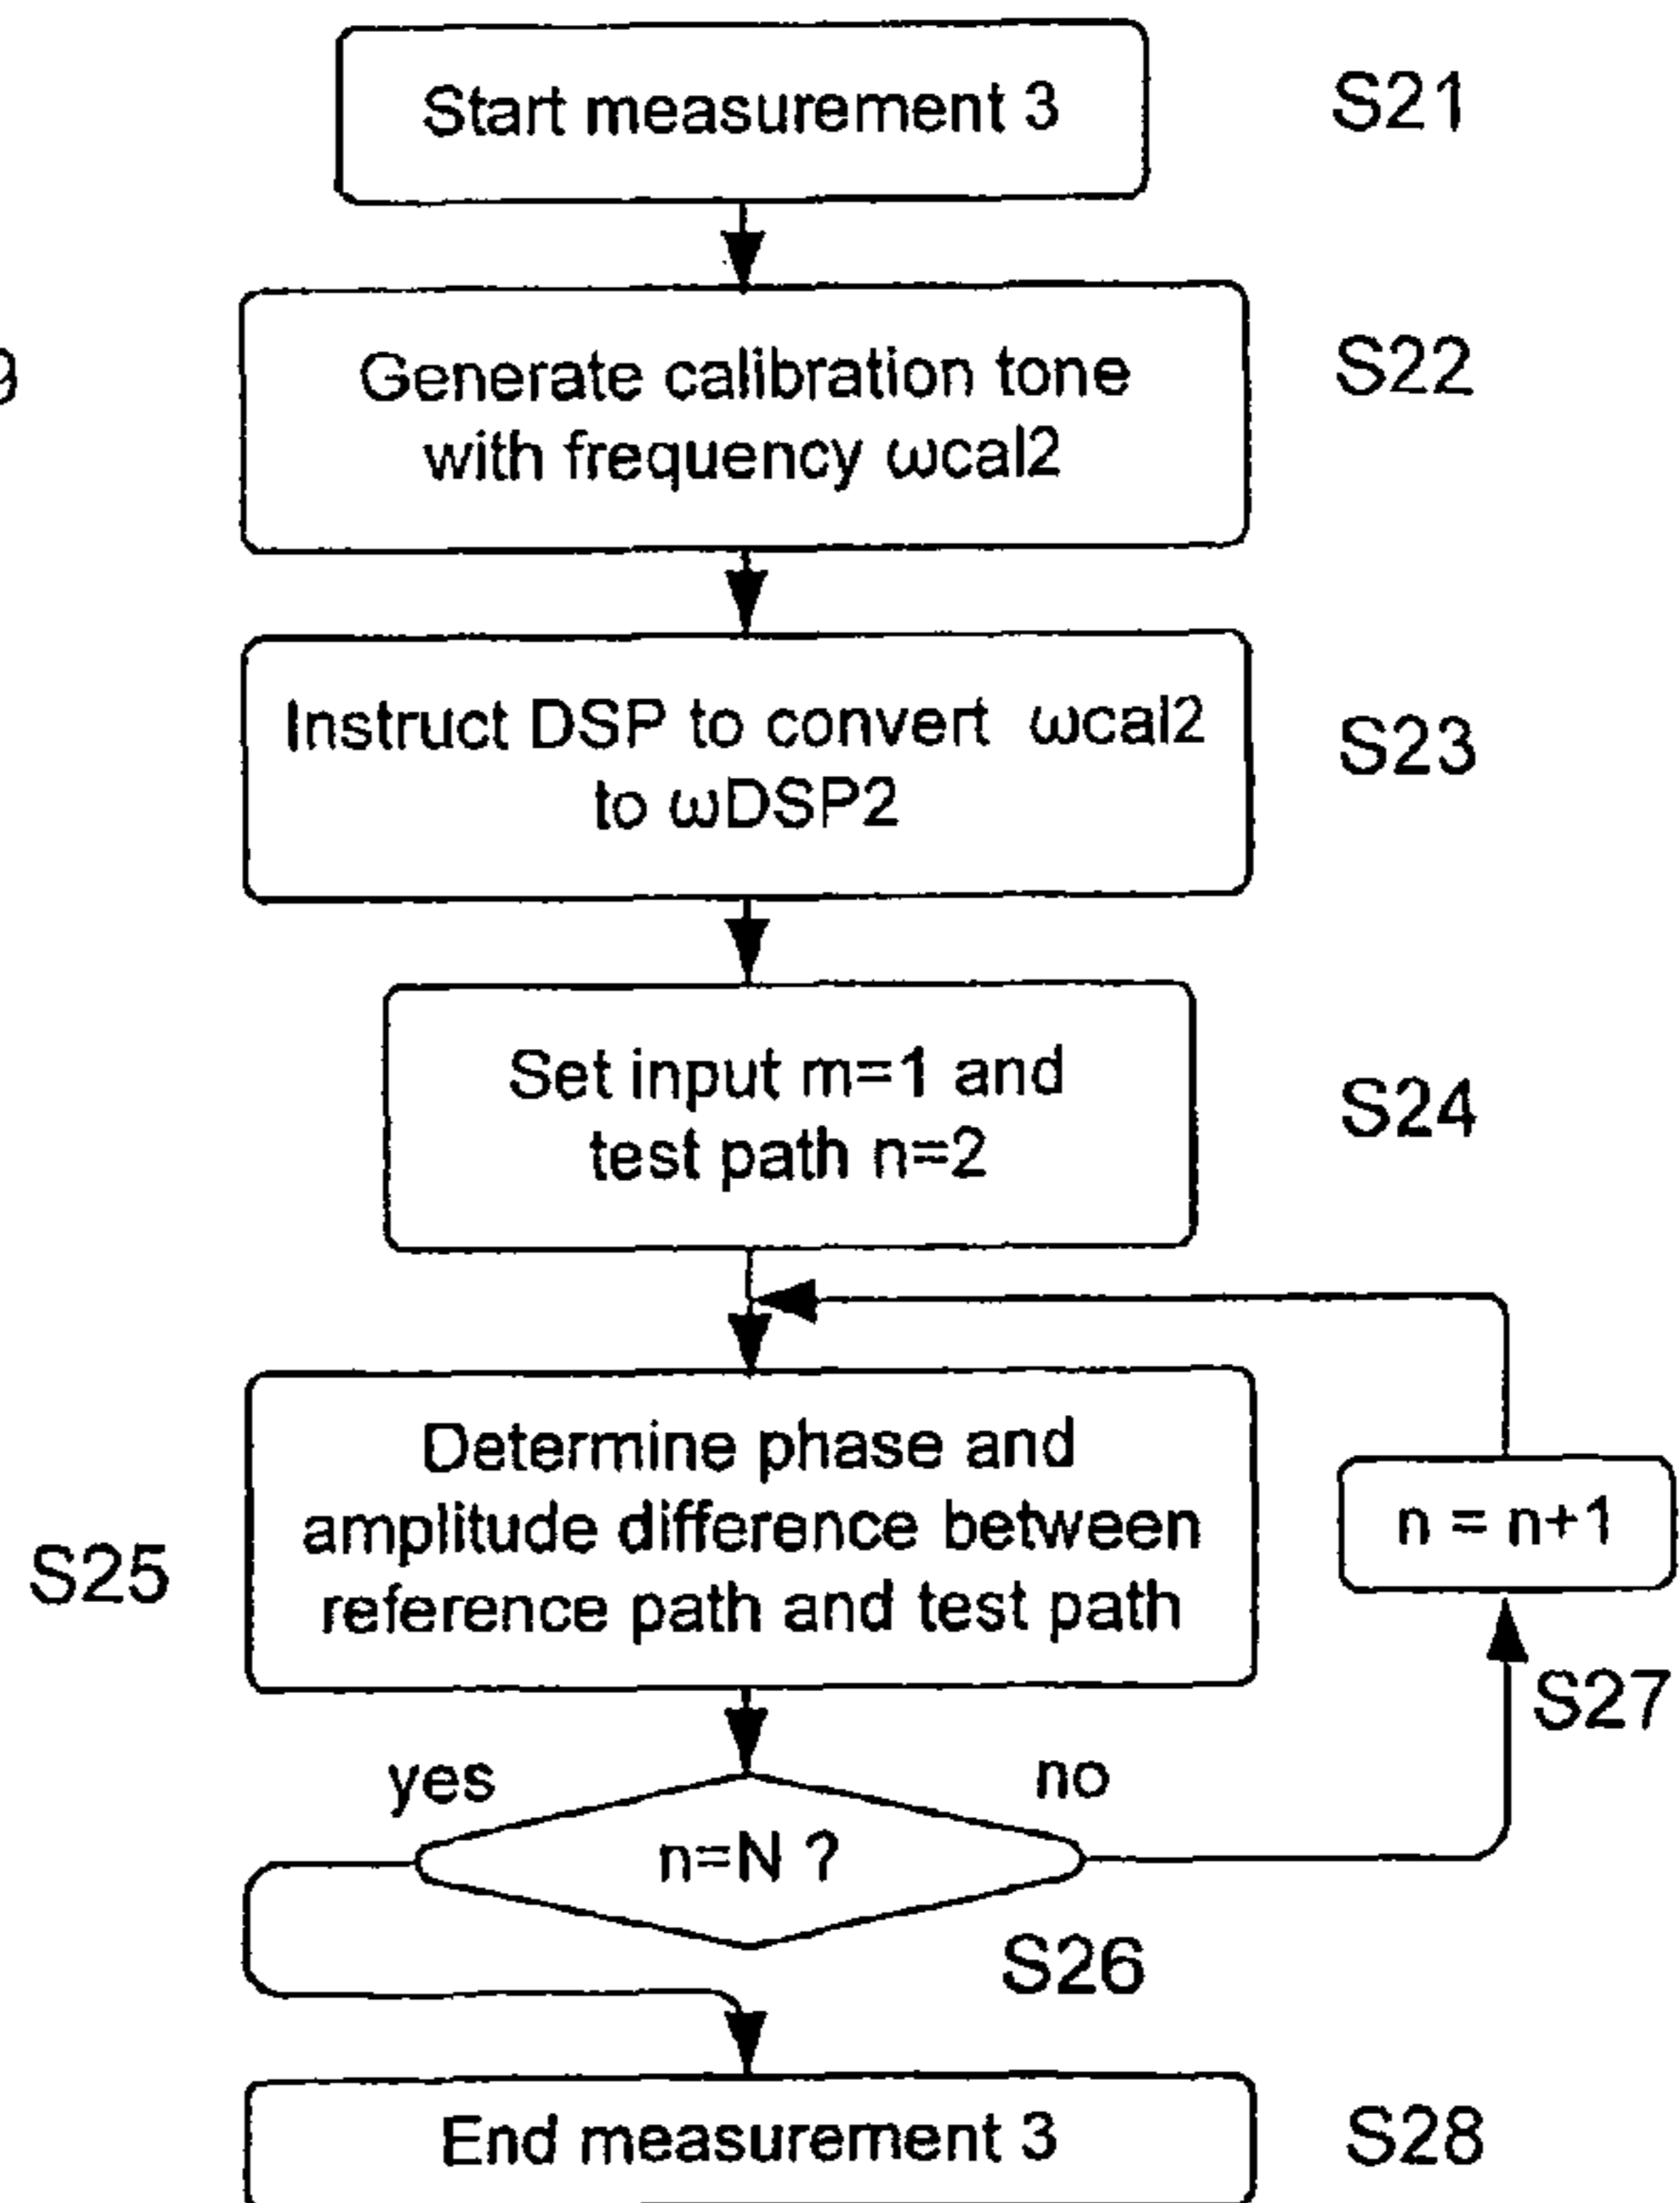 Start measurement 3
S21
Generate calibration tone
with frequency ωcal2
S22
Instruct DSP to convert ωcal2
to ωDSP2
S23
Set input m=1 and
test path n=2
S24
Determine phase and
amplitude difference between
reference path and test path
S25
n = n+1
S27
yes
no
n=N ?
S26
End measurement 3
S28